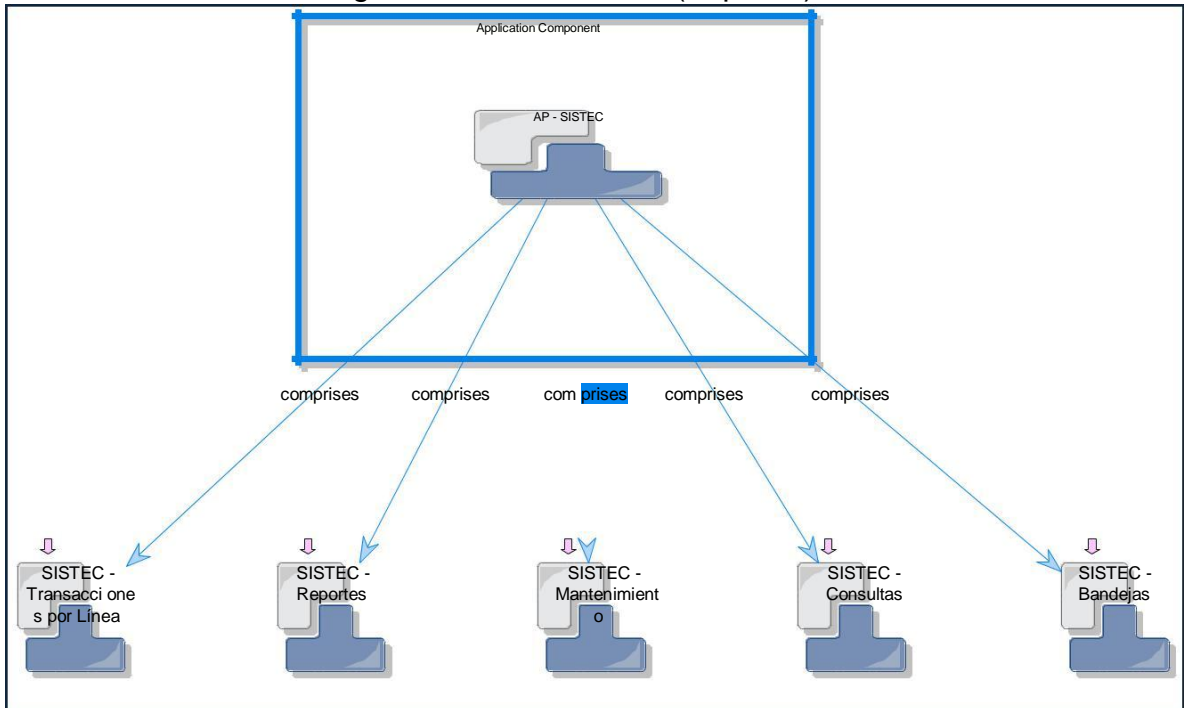 Application Component
AP - SISTEC
comprises comprises com prises comprises comprises
SISTEC -
Transacci one
s por Línea
SISTEC -
Reportes
SISTEC -
Mantenimient
o
SISTEC -
Consultas
SISTEC -
Bandejas